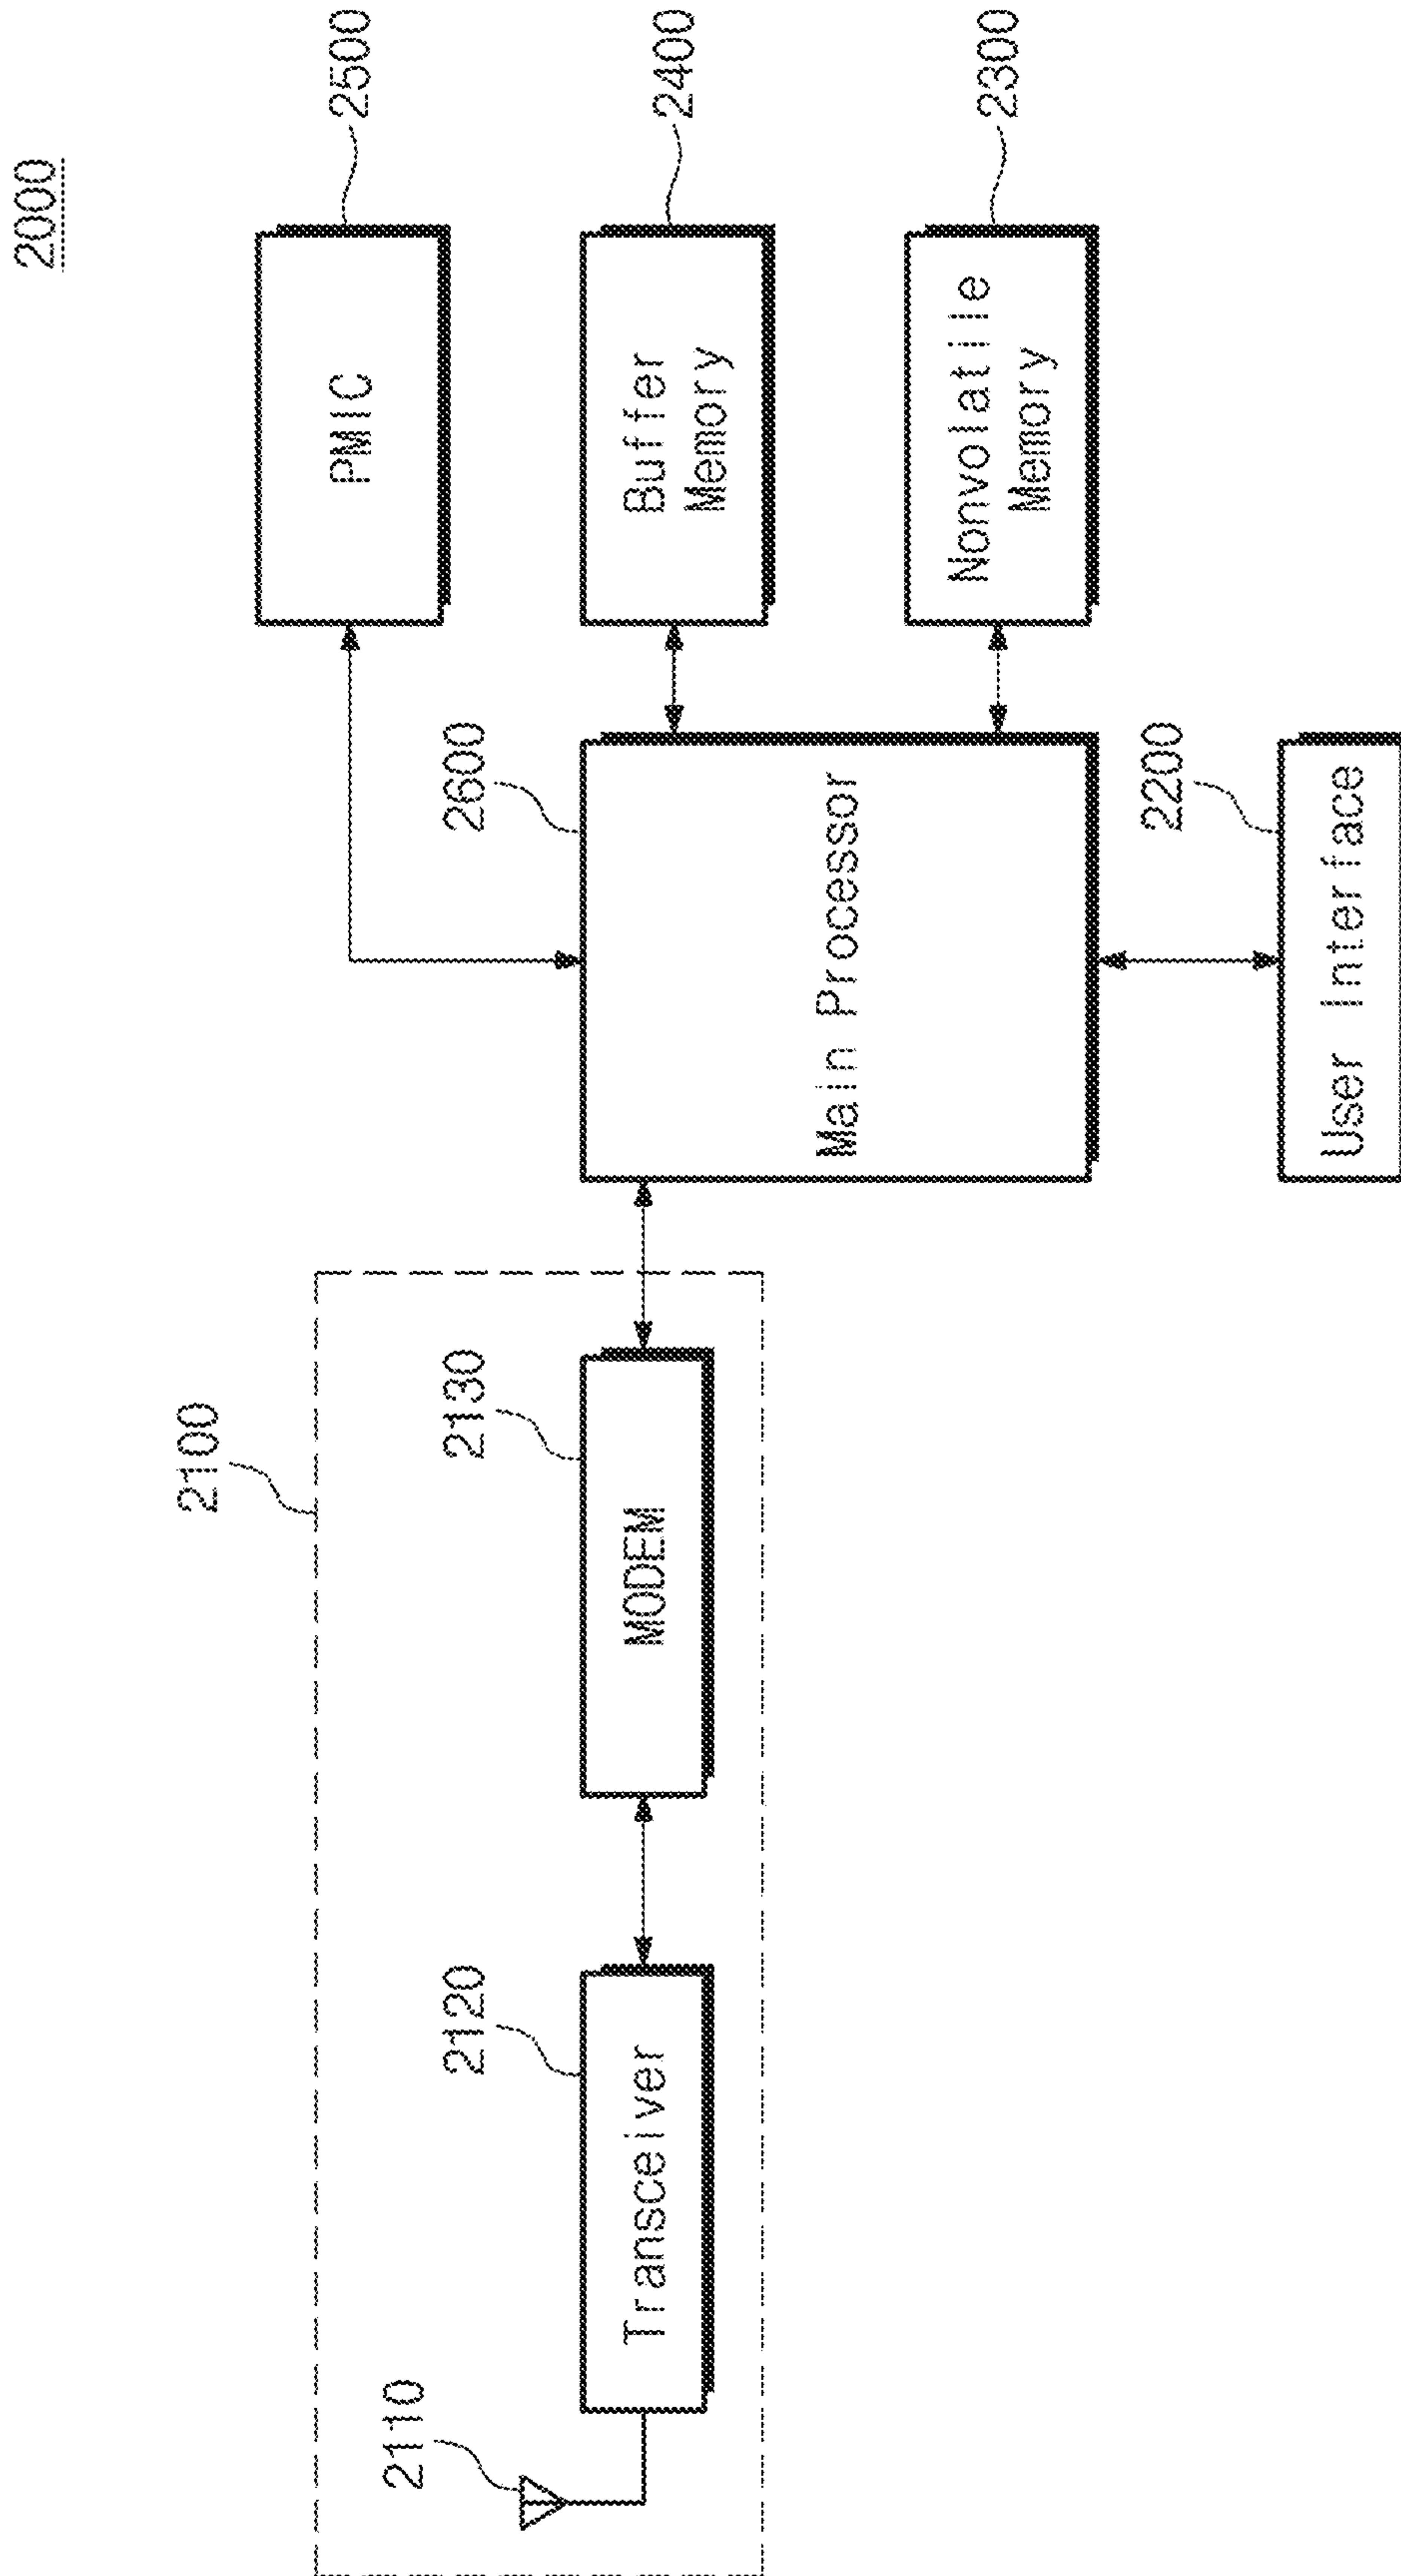 2000
2100
2500
2110
2120
2130
2600
Transceiver
MODEM
Main Processor
PMIC
2400
Buffer
Memory
2300
Nonvolatile
Memory
2200
User Interface